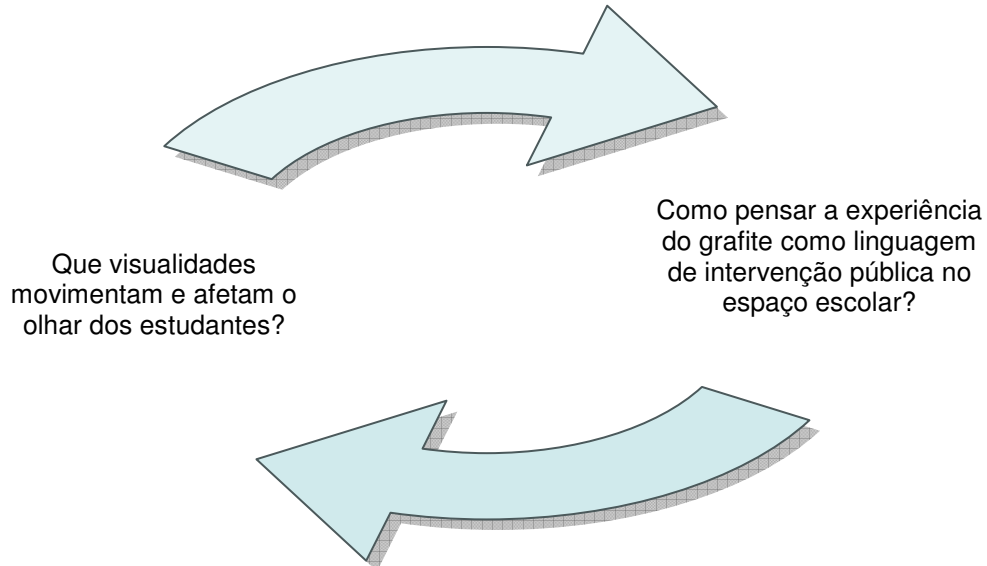 Que visualidades
movimentam e afetam o
olhar dos estudantes?
Como pensar a experiência
do grafite como linguagem
de intervenção pública no
espaço escolar?